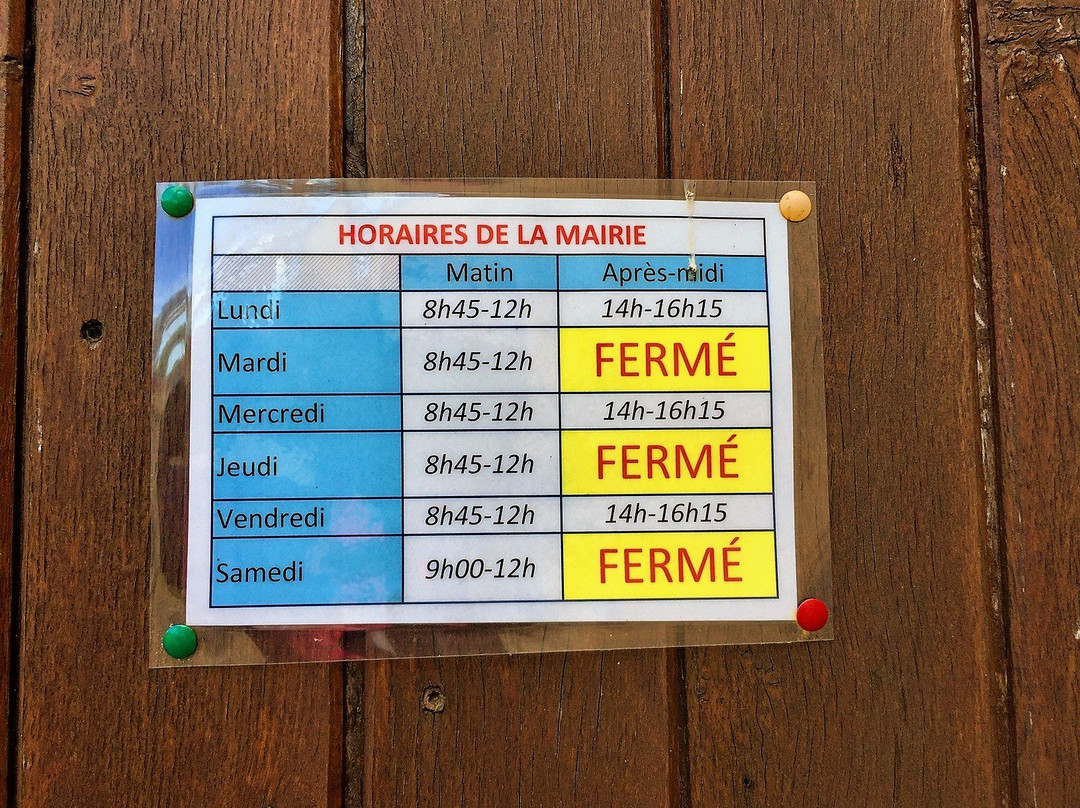 HORAIRES DE LA MAIRIE
Matin Après-midi
Lundi 8h45-12h 14h-16h15
Mardi 8h45-12h FERMÉ
Mercredi 8h45-12h 14h-16h15
Jeudi 8h45-12h FERMÉ
Vendredi 8h45-12h 14h-16h15
Samedi 9h00-12h FERMÉ